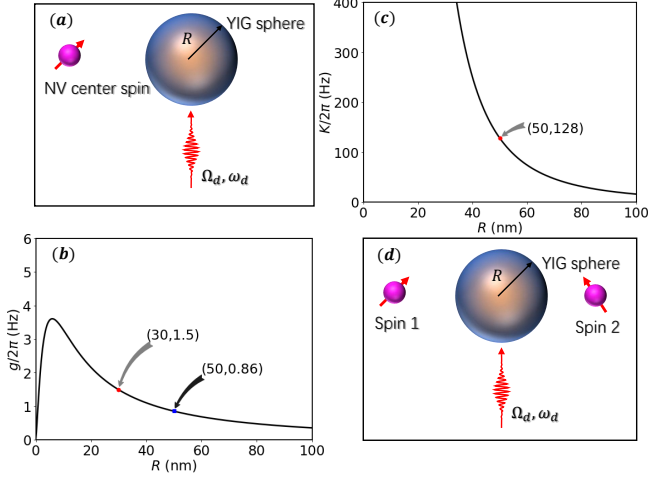 (a)
YIG sphere
R
NV center spin
Ωd, ωd
(c)
400
300
200
100
0
K/2π (Hz)
(50,128)
0 20 40 60 80 100
R (nm)
(b)
6
5
4
3
2
1
0
g/2π (Hz)
(30,1.5)
(50,0.86)
0 20 40 60 80 100
R (nm)
(d)
YIG sphere
R
Spin 1
Spin 2
Ωd, ωd